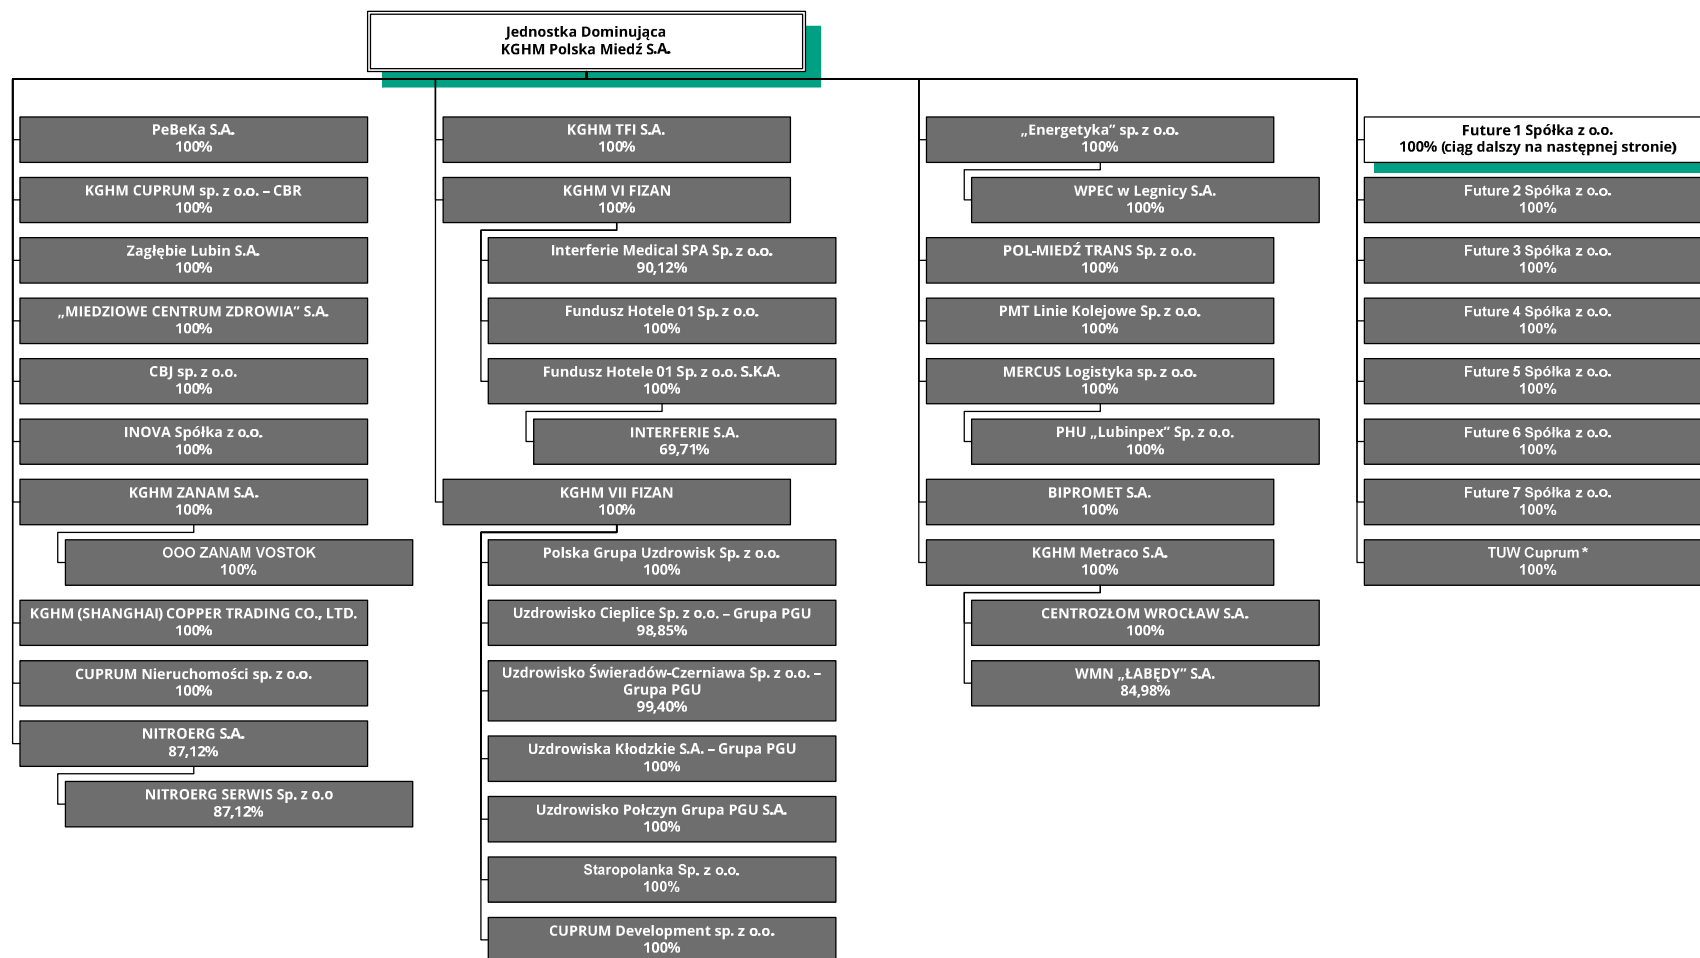 Jednostka Dominująca
KGHM Polska Miedź S.A.
PeBeKa S.A.
100%
KGHM CUPRUM sp. z o.o. – CBR
100%
Zagłębie Lubin S.A.
100%
„MIEDZIOWE CENTRUM ZDROWIA” S.A.
100%
CBJ sp. z o.o.
100%
INOVA Spółka z o.o.
100%
KGHM ZANAM S.A.
100%
OOO ZANAM VOSTOK
100%
KGHM (SHANGHAI) COPPER TRADING CO., LTD.
100%
CUPRUM Nieruchomości sp. z o.o.
100%
NITROERG S.A.
87,12%
NITROERG SERWIS Sp. z o.o
87,12%
KGHM TFI S.A.
100%
KGHM VI FIZAN
100%
Interferie Medical SPA Sp. z o.o.
90,12%
Fundusz Hotele 01 Sp. z o.o.
100%
Fundusz Hotele 01 Sp. z o.o. S.K.A.
100%
INTERFERIE S.A.
69,71%
KGHM VII FIZAN
100%
Polska Grupa Uzdrowisk Sp. z o.o.
100%
Uzdrowisko Cieplice Sp. z o.o. – Grupa PGU
98,85%
Uzdrowisko Świeradów-Czerniawa Sp. z o.o. –
Grupa PGU
99,40%
Uzdrowiska Kłodzkie S.A. – Grupa PGU
100%
Uzdrowisko Połczyn Grupa PGU S.A.
100%
Staropolanka Sp. z o.o.
100%
CUPRUM Development sp. z o.o.
100%
„Energetyka” sp. z o.o.
100%
WPEC w Legnicy S.A.
100%
POL-MIEDŹ TRANS Sp. z o.o.
100%
PMT Linie Kolejowe Sp. z o.o.
100%
MERCUS Logistyka sp. z o.o.
100%
PHU „Lubinpex” Sp. z o.o.
100%
BIPROMET S.A.
100%
KGHM Metraco S.A.
100%
CENTROZŁOM WROCŁAW S.A.
100%
WMN „ŁABĘDY” S.A.
84,98%
Future 1 Spółka z o.o.
100% (ciąg dalszy na następnej stronie)
Future 2 Spółka z o.o.
100%
Future 3 Spółka z o.o.
100%
Future 4 Spółka z o.o.
100%
Future 5 Spółka z o.o.
100%
Future 6 Spółka z o.o.
100%
Future 7 Spółka z o.o.
100%
TUW Cuprum *
100%